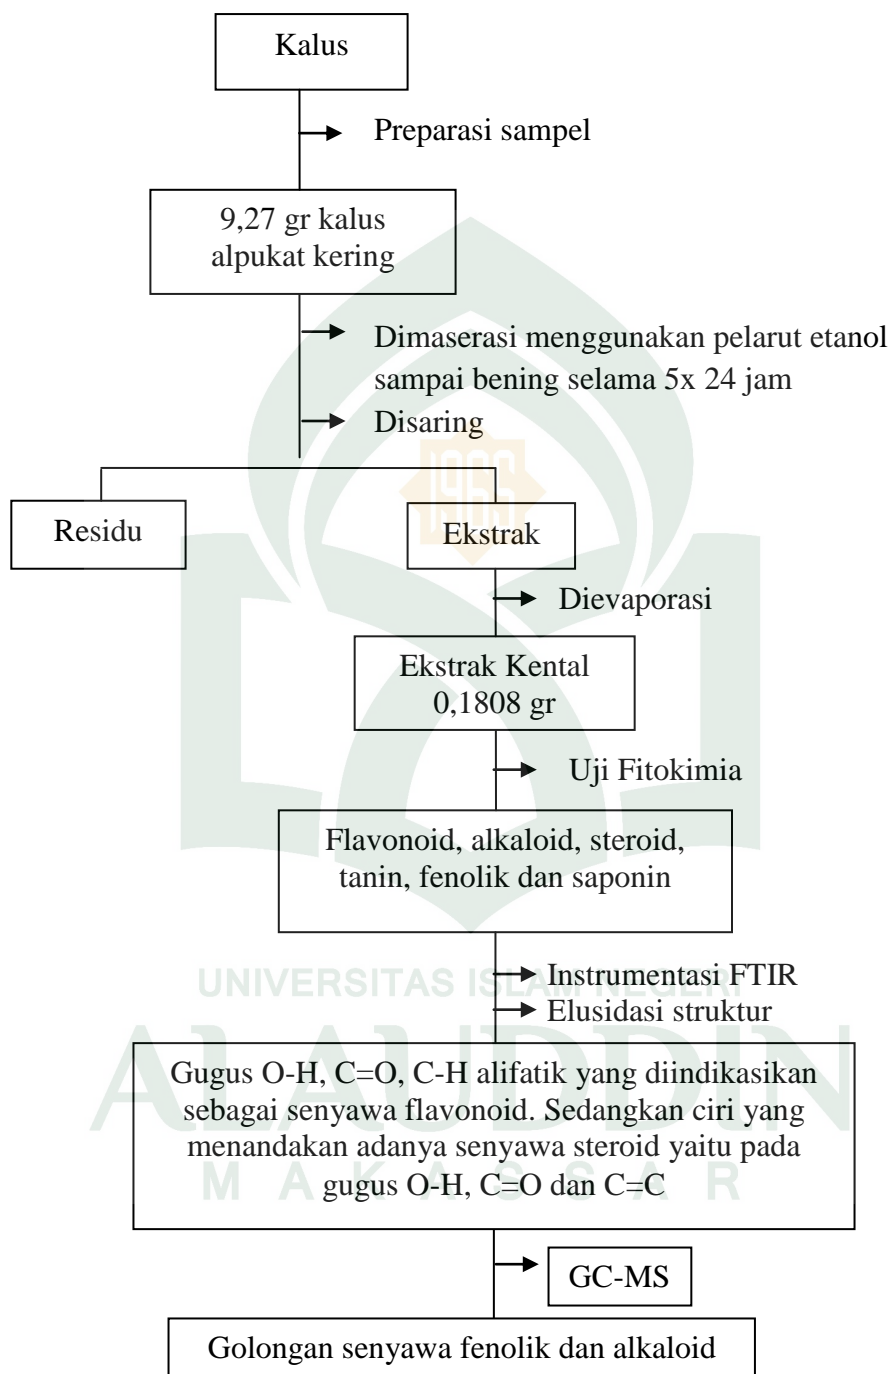 Kalus
Preparasi sampel
9,27 gr kalus
alpukat kering
Dimaserasi menggunakan pelarut etanol
sampai bening selama 5x 24 jam
Disaring
1965
Residu
Ekstrak
Dievaporasi
Ekstrak Kental
0,1808 gr
Uji Fitokimia
Flavonoid, alkaloid, steroid,
tanin, fenolik dan saponin
UNIVERSITAS ISLAM NEGERI
Instrumentasi FTIR
Elusidasi struktur
ALAUDDIN
Gugus O-H, C=O, C-H alifatik yang diindikasikan
sebagai senyawa flavonoid. Sedangkan ciri yang
menandakan adanya senyawa steroid yaitu pada
gugus O-H, C=O dan C=C
MAKASSAR
GC-MS
Golongan senyawa fenolik dan alkaloid